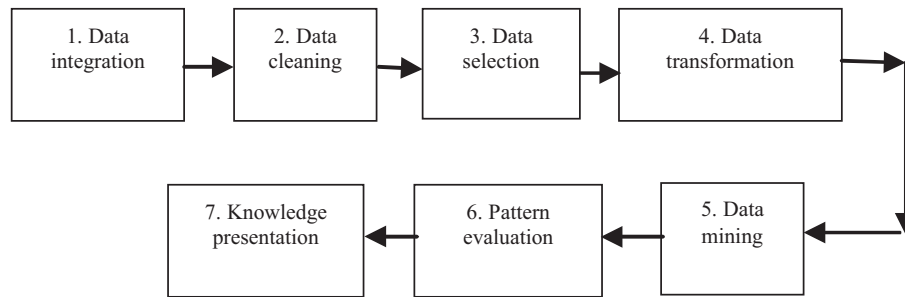 1. Data
integration
2. Data
cleaning
3. Data
selection
4. Data
transformation
5. Data
mining
6. Pattern
evaluation
7. Knowledge
presentation